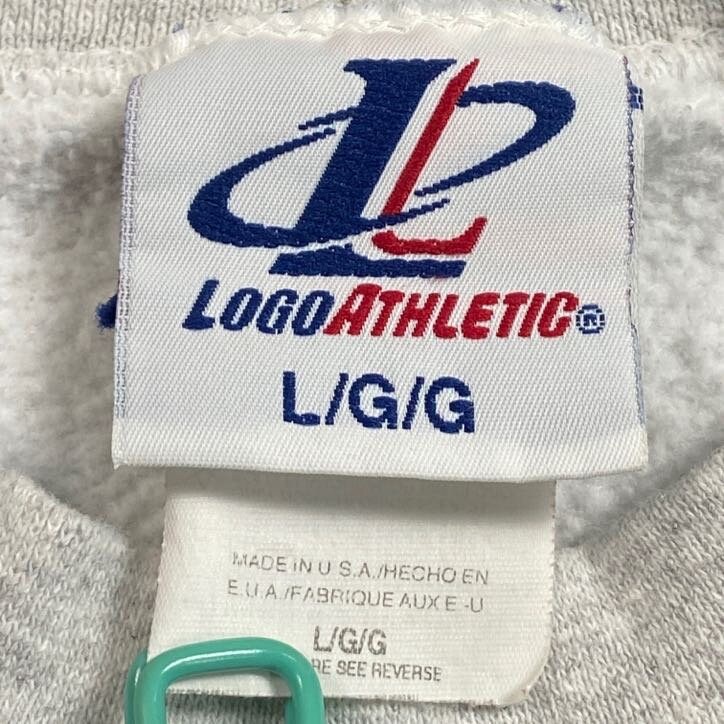 L
LOGOATHLETIC®
L/G/G
MADE IN U S.A./HECHO EN
E.U.A./FABRIQUE AUX E -U
L/G/G
SEE REVERSE